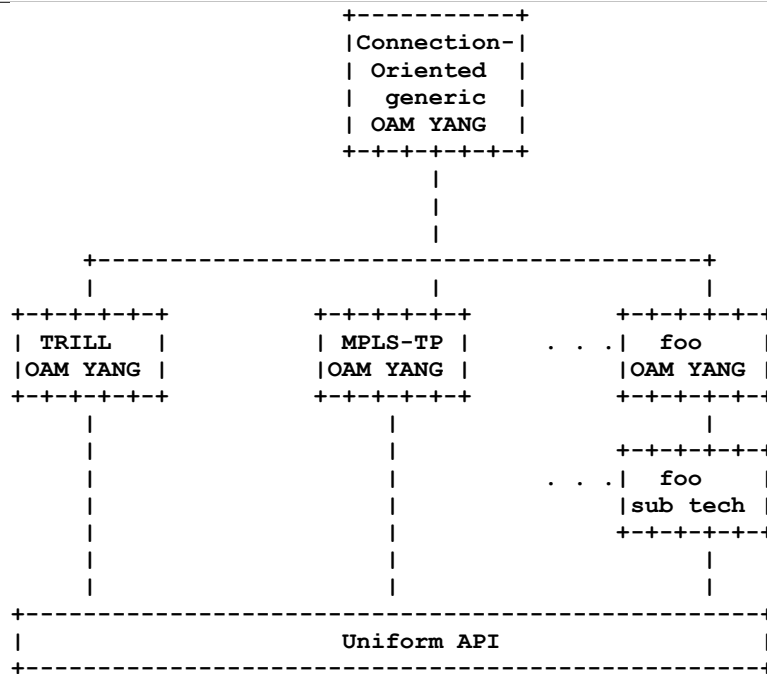 +-----------+
|Connection-|
| Oriented  |
|  generic  |
| OAM YANG  |
+-+-+-+-+-+-+
|
|
|
+------------------------------------------+
| | |
+-+-+-+-+-+ +-+-+-+-+-+ +-+-+-+-+-+
| TRILL | | MPLS-TP | . . .| foo |
|OAM YANG | |OAM YANG | |OAM YANG |
+-+-+-+-+-+ +-+-+-+-+-+ +-+-+-+-+-+
| | |
| | +-+-+-+-+-+
| | . . .| foo |
| | |sub tech |
| | +-+-+-+-+-+
| | |
| | |
+---------------------------------------------------+
| Uniform API |
+---------------------------------------------------+